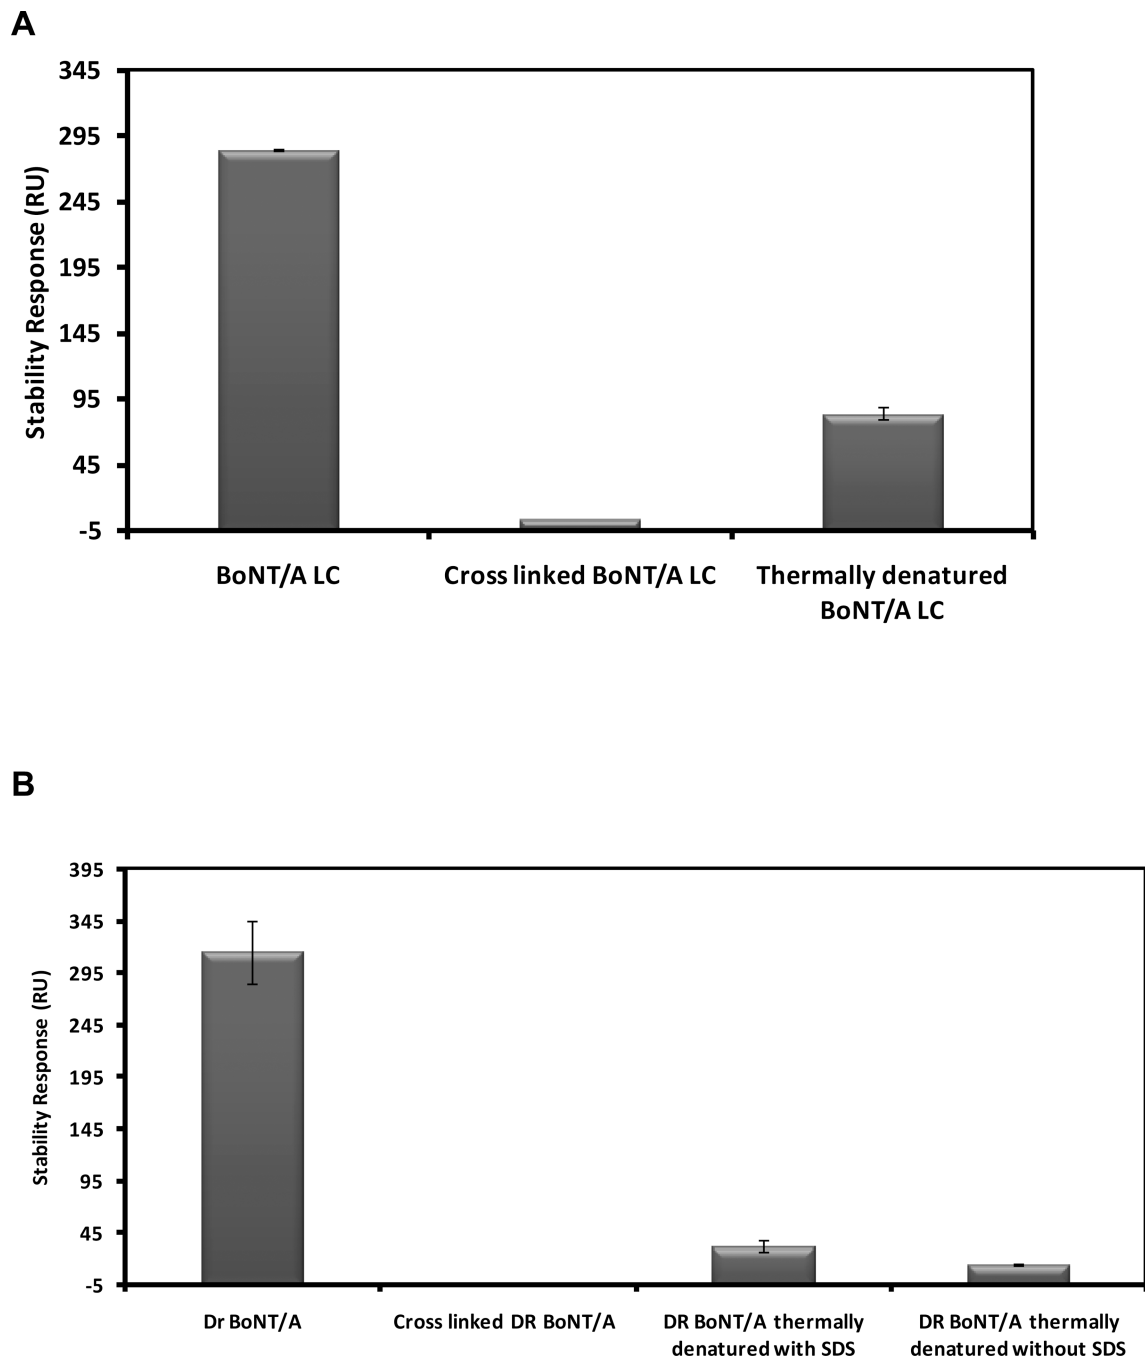 A
345
295
245
195
145
95
45
-5
Stability Response (RU)
BoNT/A LC
Cross linked BoNT/A LC
Thermally denatured
BoNT/A LC
B
395
345
295
245
195
145
95
45
-5
Stability Response (RU)
Dr BoNT/A
Cross linked DR BoNT/A
DR BoNT/A thermally
denatured with SDS
DR BoNT/A thermally
denatured without SDS